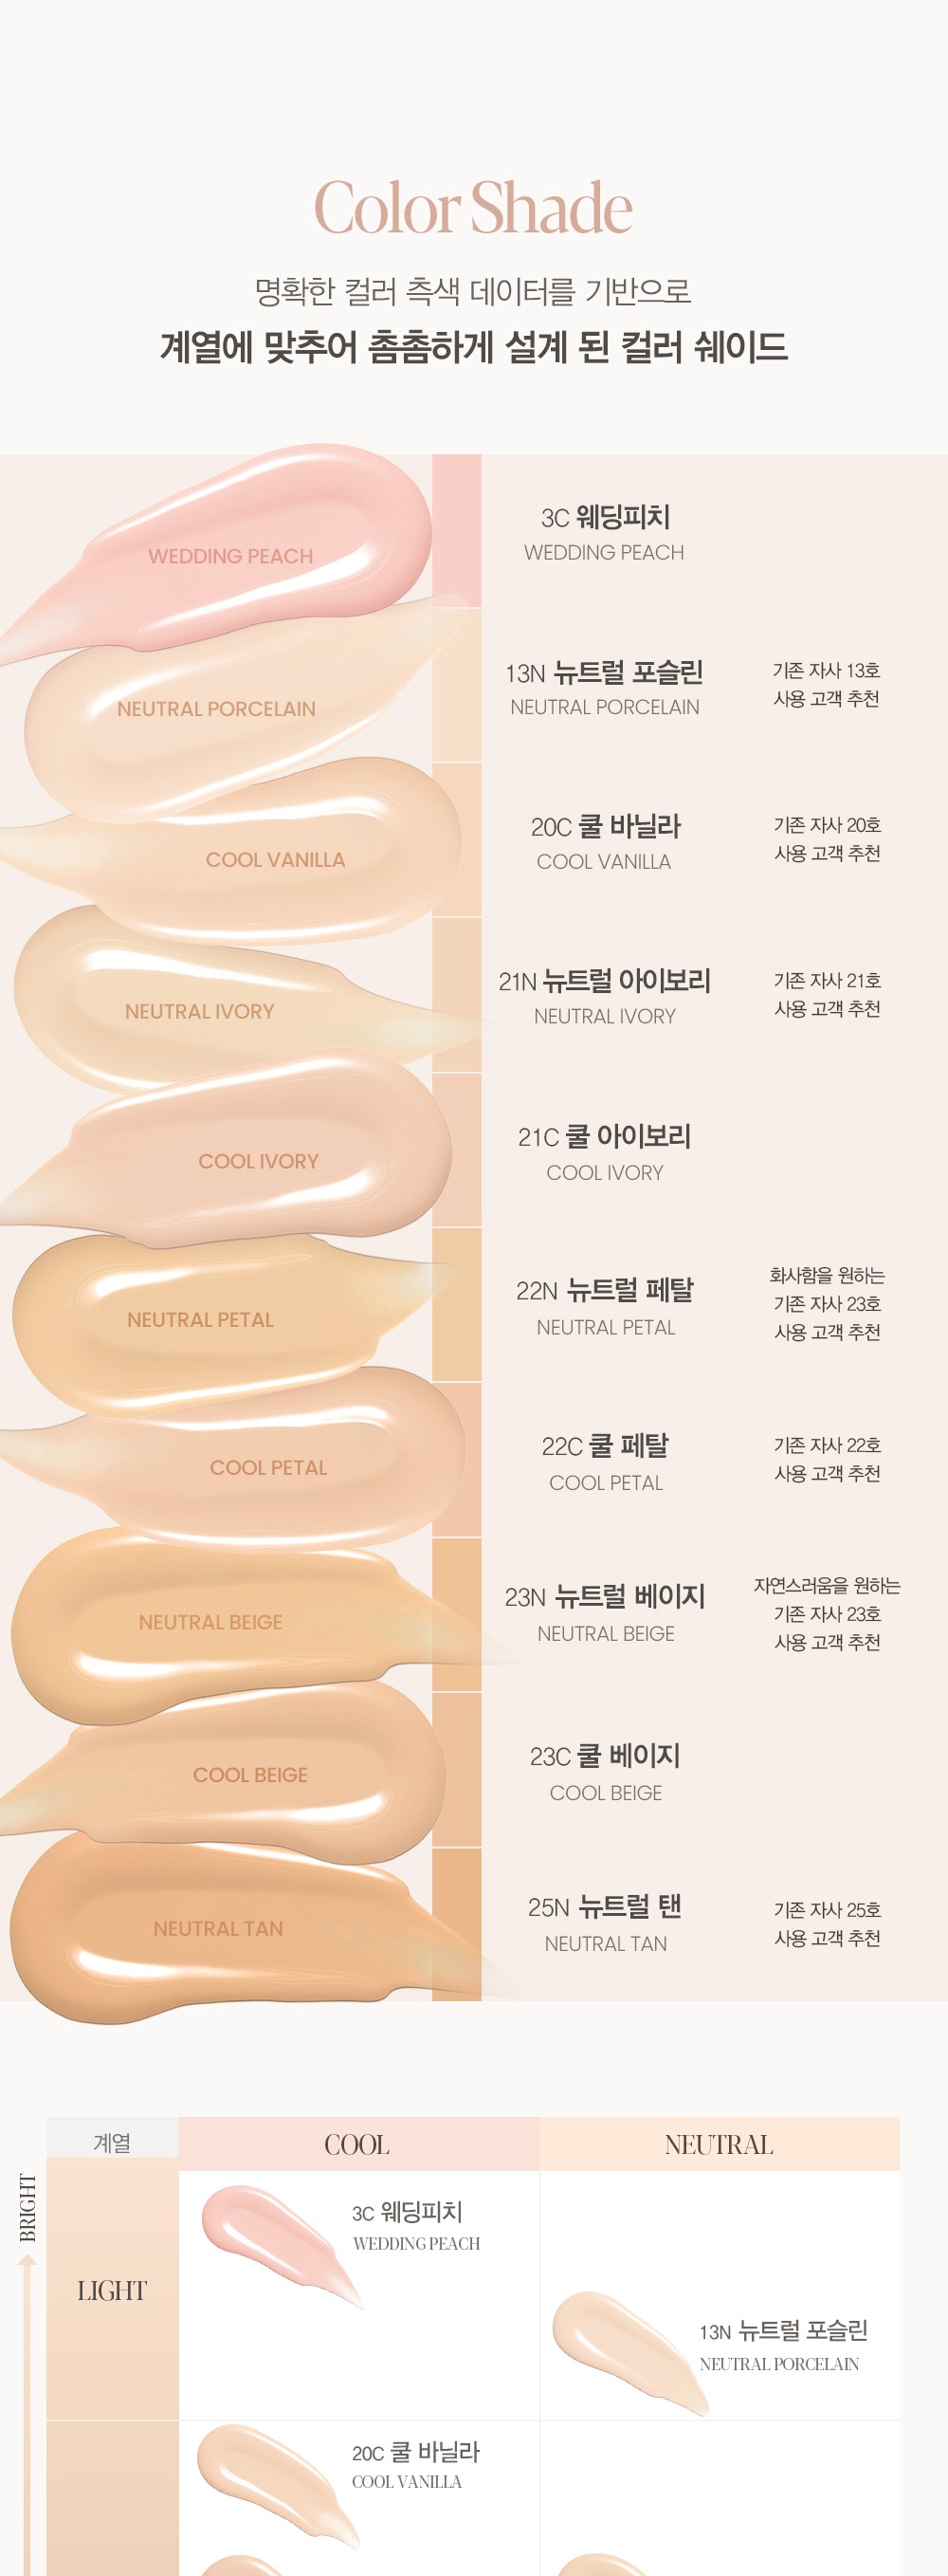 Color Shade
명확한 컬러 측색 데이터를 기반으로
계열에 맞추어 촘촘하게 설계 된 컬러 쉐이드
WEDDING PEACH
3C 웨딩피치
WEDDING PEACH
NEUTRAL PORCELAIN
13N 뉴트럴 포슬린
NEUTRAL PORCELAIN
기존 자사 13호
사용 고객 추천
COOL VANILLA
20C 쿨 바닐라
COOL VANILLA
기존 자사 20호
사용 고객 추천
NEUTRAL IVORY
21N 뉴트럴 아이보리
NEUTRAL IVORY
기존 자사 21호
사용 고객 추천
COOL IVORY
21C 쿨 아이보리
COOL IVORY
NEUTRAL PETAL
22N 뉴트럴 페탈
NEUTRAL PETAL
화사함을 원하는
기존 자사 23호
사용 고객 추천
COOL PETAL
22C 쿨 페탈
COOL PETAL
기존 자사 22호
사용 고객 추천
NEUTRAL BEIGE
23N 뉴트럴 베이지
NEUTRAL BEIGE
자연스러움을 원하는
기존 자사 23호
사용 고객 추천
COOL BEIGE
23C 쿨 베이지
COOL BEIGE
NEUTRAL TAN
25N 뉴트럴 탠
NEUTRAL TAN
기존 자사 25호
사용 고객 추천
계열
COOL
NEUTRAL
BRIGHT
LIGHT
3C 웨딩피치
WEDDING PEACH
13N 뉴트럴 포슬린
NEUTRAL PORCELAIN
20C 쿨 바닐라
COOL VANILLA